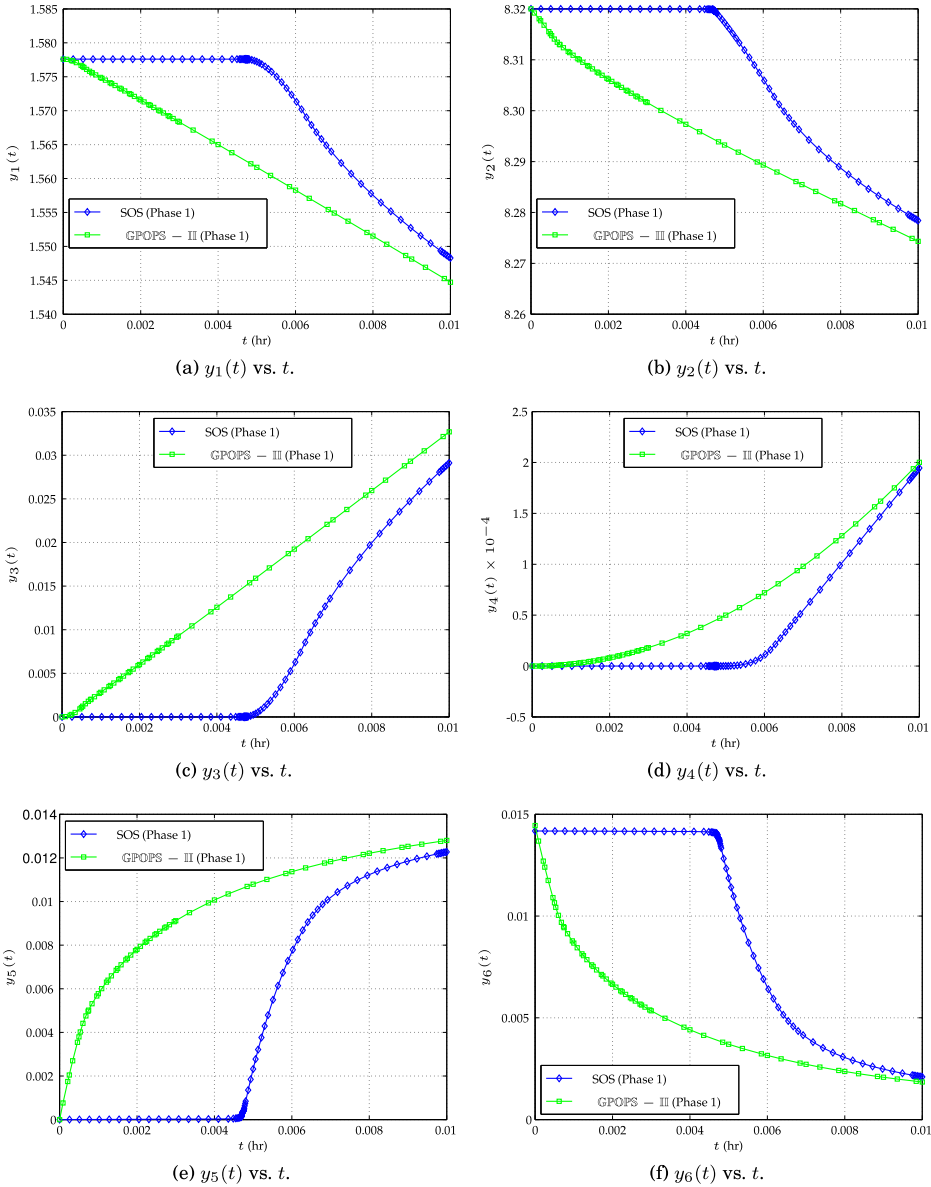 1.585
1.580
1.575
1.570
1.565
1.560
1.555
1.550
1.545
1.540
y₁(t)
SOS (Phase 1)
𝔾ℙ𝕆ℙ𝕊 − 𝕀𝕀 (Phase 1)
0 0.002 0.004 0.006 0.008 0.01
t (hr)
(a) y₁(t) vs. t.
8.32
8.31
8.30
8.29
8.28
8.27
8.26
y₂(t)
SOS (Phase 1)
𝔾ℙ𝕆ℙ𝕊 − 𝕀𝕀 (Phase 1)
0 0.002 0.004 0.006 0.008 0.01
t (hr)
(b) y₂(t) vs. t.
0.035
0.03
0.025
0.02
0.015
0.01
0.005
0
y₃(t)
SOS (Phase 1)
𝔾ℙ𝕆ℙ𝕊 − 𝕀𝕀 (Phase 1)
0 0.002 0.004 0.006 0.008 0.01
t (hr)
(c) y₃(t) vs. t.
2.5
2
1.5
1
0.5
0
-0.5
y₄(t) × 10−4
SOS (Phase 1)
𝔾ℙ𝕆ℙ𝕊 − 𝕀𝕀 (Phase 1)
0 0.002 0.004 0.006 0.008 0.01
t (hr)
(d) y₄(t) vs. t.
0.014
0.012
0.01
0.008
0.006
0.004
0.002
0
y₅(t)
SOS (Phase 1)
𝔾ℙ𝕆ℙ𝕊 − 𝕀𝕀 (Phase 1)
0 0.002 0.004 0.006 0.008 0.01
t (hr)
(e) y₅(t) vs. t.
0.015
0.01
0.005
0
y₆(t)
SOS (Phase 1)
𝔾ℙ𝕆ℙ𝕊 − 𝕀𝕀 (Phase 1)
0 0.002 0.004 0.006 0.008 0.01
t (hr)
(f) y₆(t) vs. t.